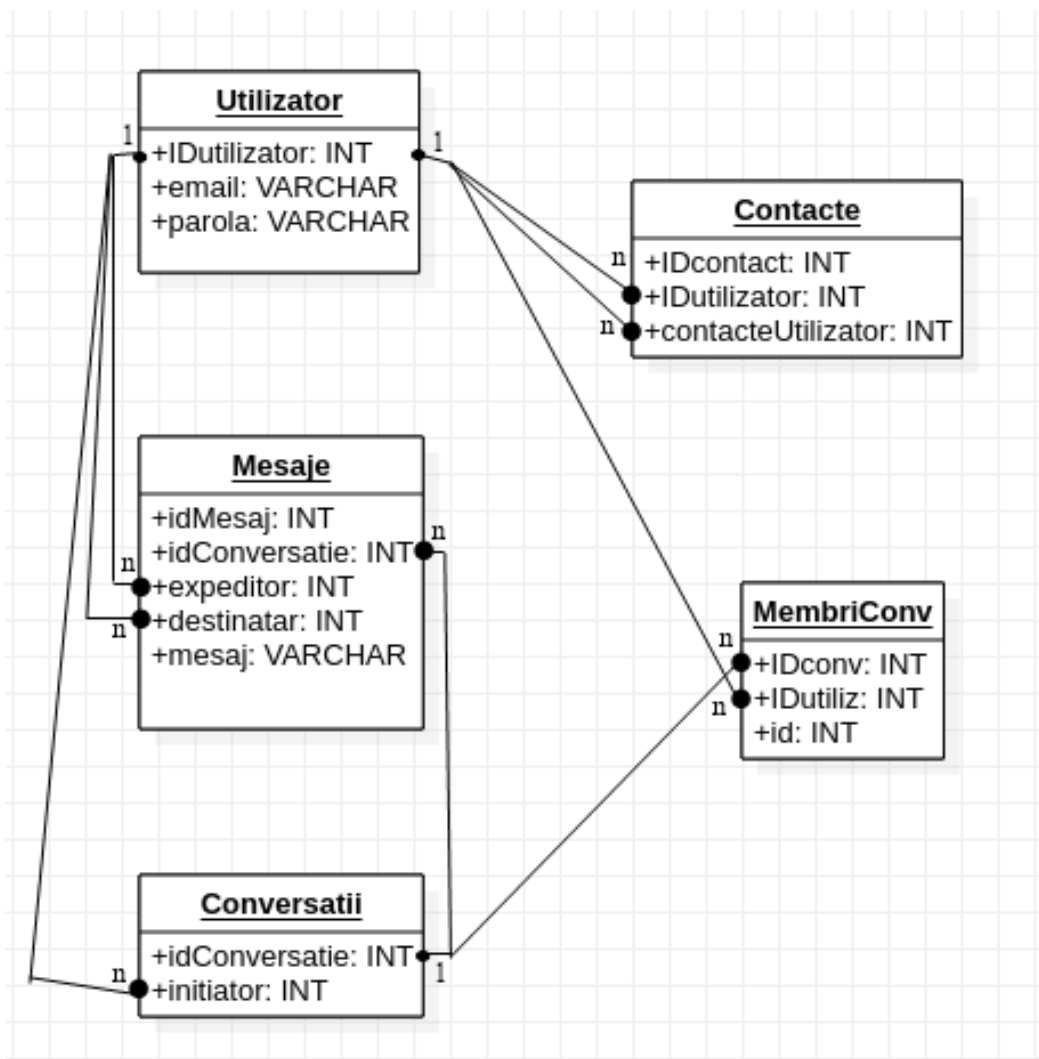 Utilizator
1
+IDutilizator: INT
1
+email: VARCHAR
+parola: VARCHAR
Contacte
n
+IDcontact: INT
+IDutilizator: INT
n
+contacteUtilizator: INT
Mesaje
+idMesaj: INT
+idConversatie: INT
n
n
+expeditor: INT
+destinatar: INT
n
+mesaj: VARCHAR
MembriConv
n
+IDconv: INT
+IDutiliz: INT
n
+id: INT
Conversatii
+idConversatie: INT
1
n
+initiator: INT